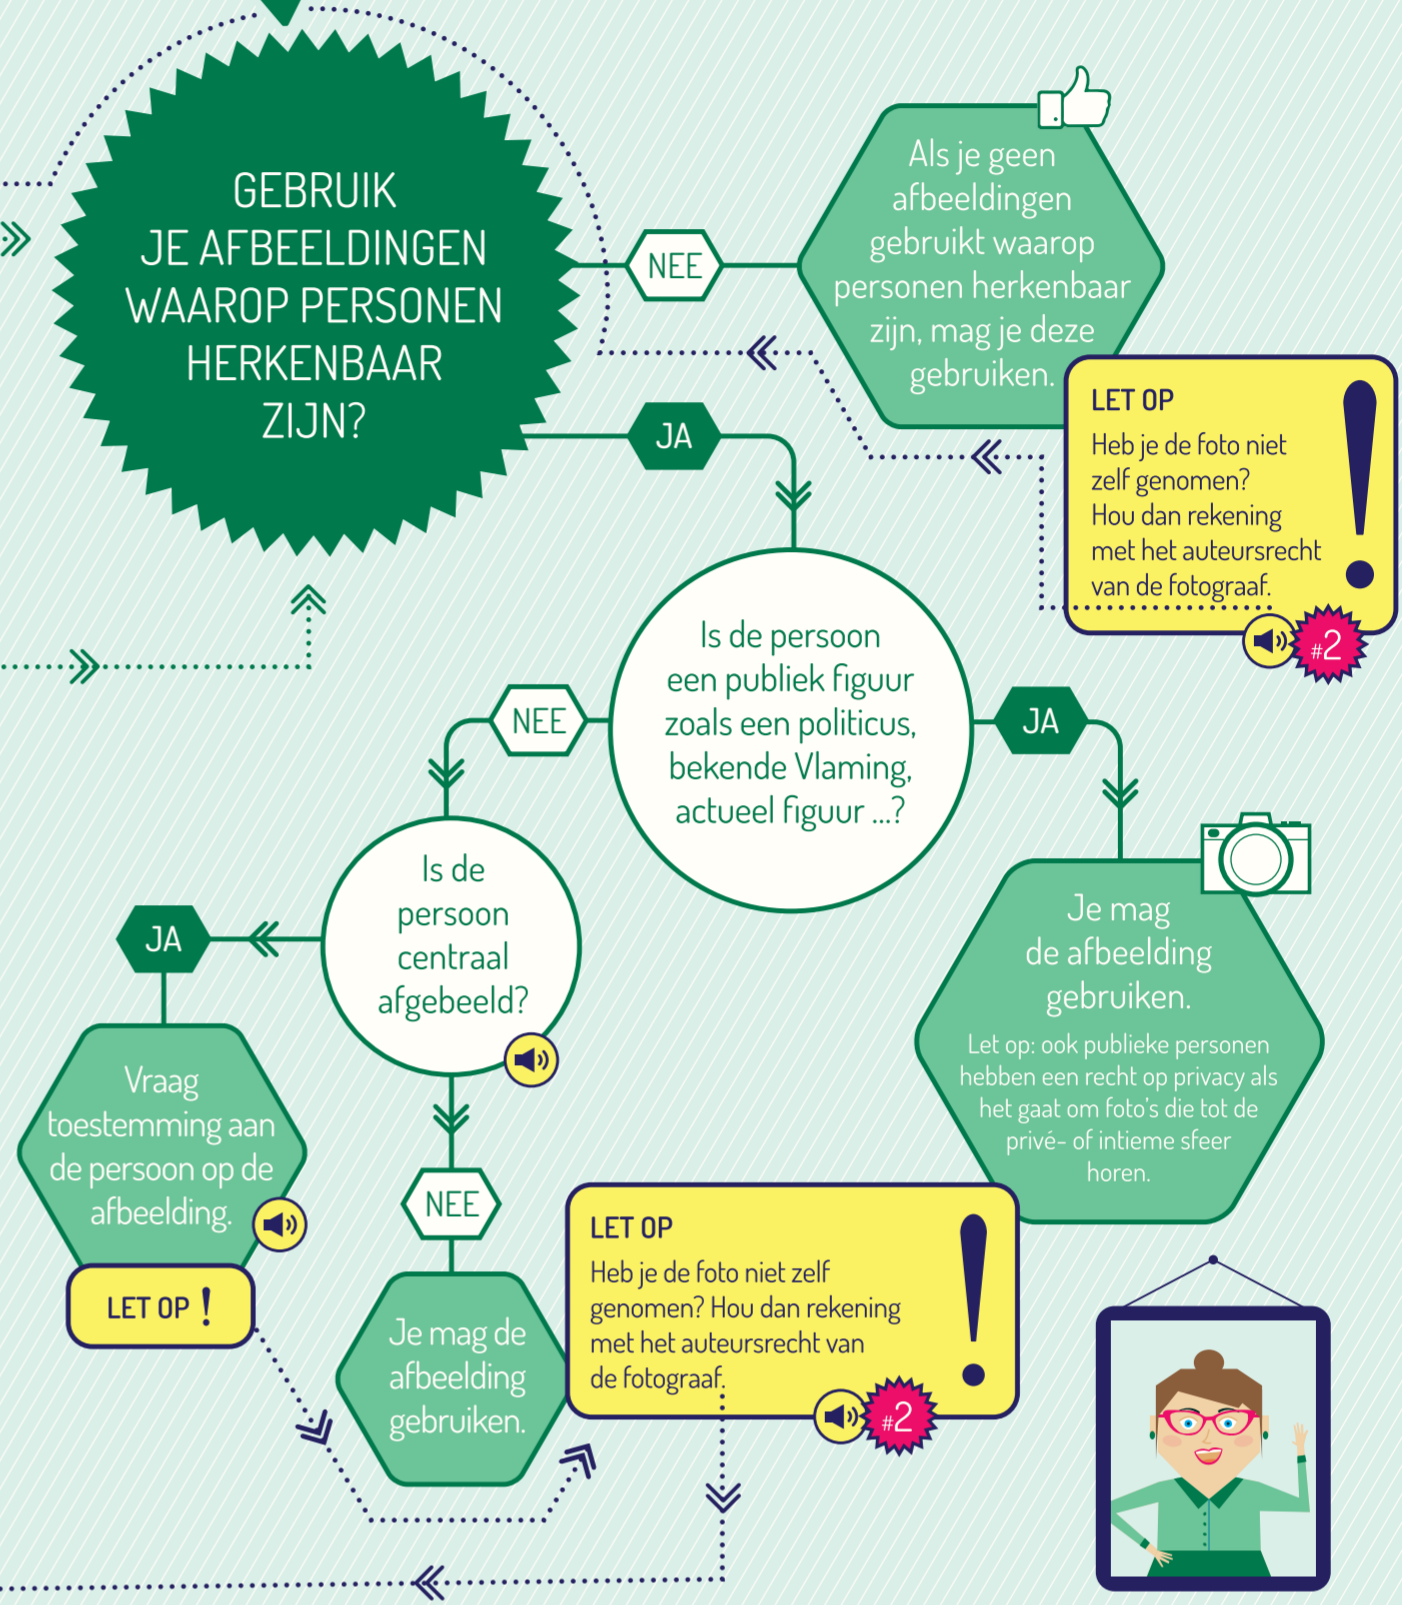 GEBRUIK
JE AFBEELDINGEN
WAAROP PERSONEN
HERKENBAAR
ZIJN?
NEE
Als je geen
afbeeldingen
gebruikt waarop
personen herkenbaar
zijn, mag je deze
gebruiken.
LET OP
Heb je de foto niet
zelf genomen?
Hou dan rekening
met het auteursrecht
van de fotograaf.
#2
JA
Is de persoon
een publiek figuur
zoals een politicus,
bekende Vlaming,
actueel figuur ...?
NEE
JA
Je mag
de afbeelding
gebruiken.
Let op: ook publieke personen
hebben een recht op privacy als
het gaat om foto's die tot de
privé- of intieme sfeer
horen.
Is de
persoon
centraal
afgebeeld?
JA
Vraag
toestemming aan
de persoon op de
afbeelding.
LET OP !
NEE
Je mag de
afbeelding
gebruiken.
LET OP
Heb je de foto niet zelf
genomen? Hou dan rekening
met het auteursrecht van
de fotograaf.
#2